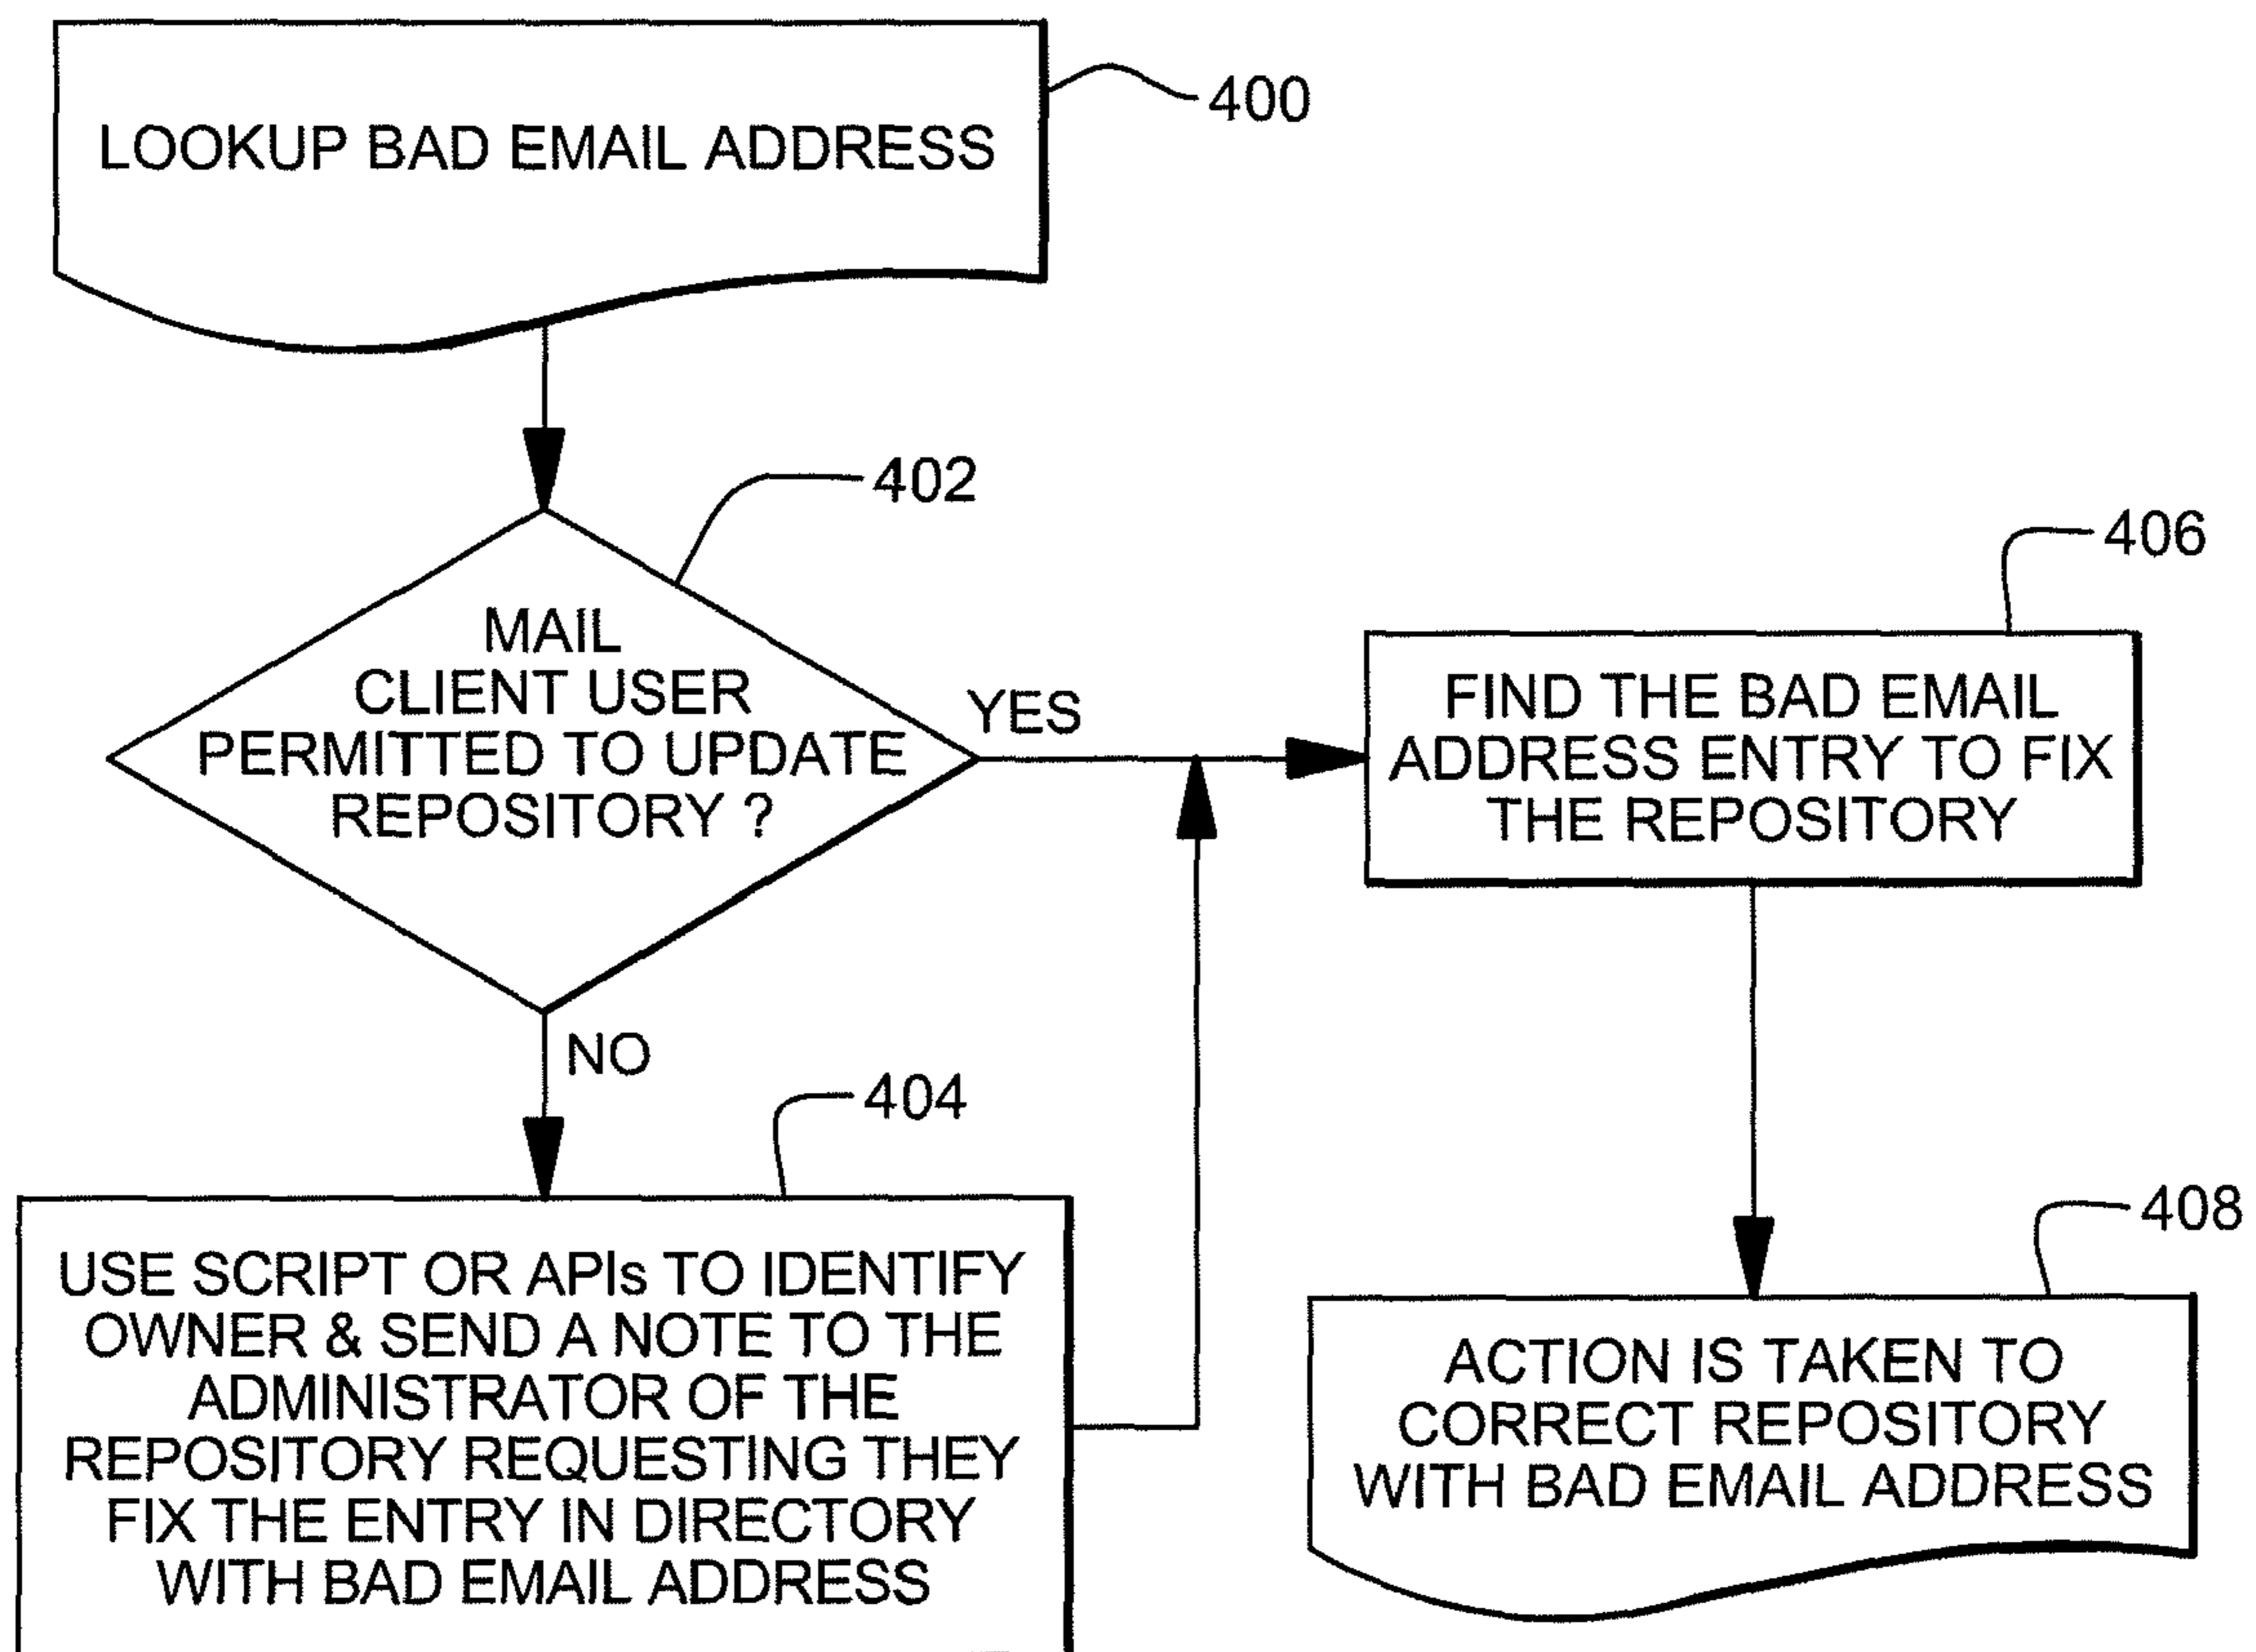 LOOKUP BAD EMAIL ADDRESS
400
402
MAIL
CLIENT USER
PERMITTED TO UPDATE
REPOSITORY ?
YES
NO
404
USE SCRIPT OR APIs TO IDENTIFY
OWNER & SEND A NOTE TO THE
ADMINISTRATOR OF THE
REPOSITORY REQUESTING THEY
FIX THE ENTRY IN DIRECTORY
WITH BAD EMAIL ADDRESS
406
FIND THE BAD EMAIL
ADDRESS ENTRY TO FIX
THE REPOSITORY
408
ACTION IS TAKEN TO
CORRECT REPOSITORY
WITH BAD EMAIL ADDRESS